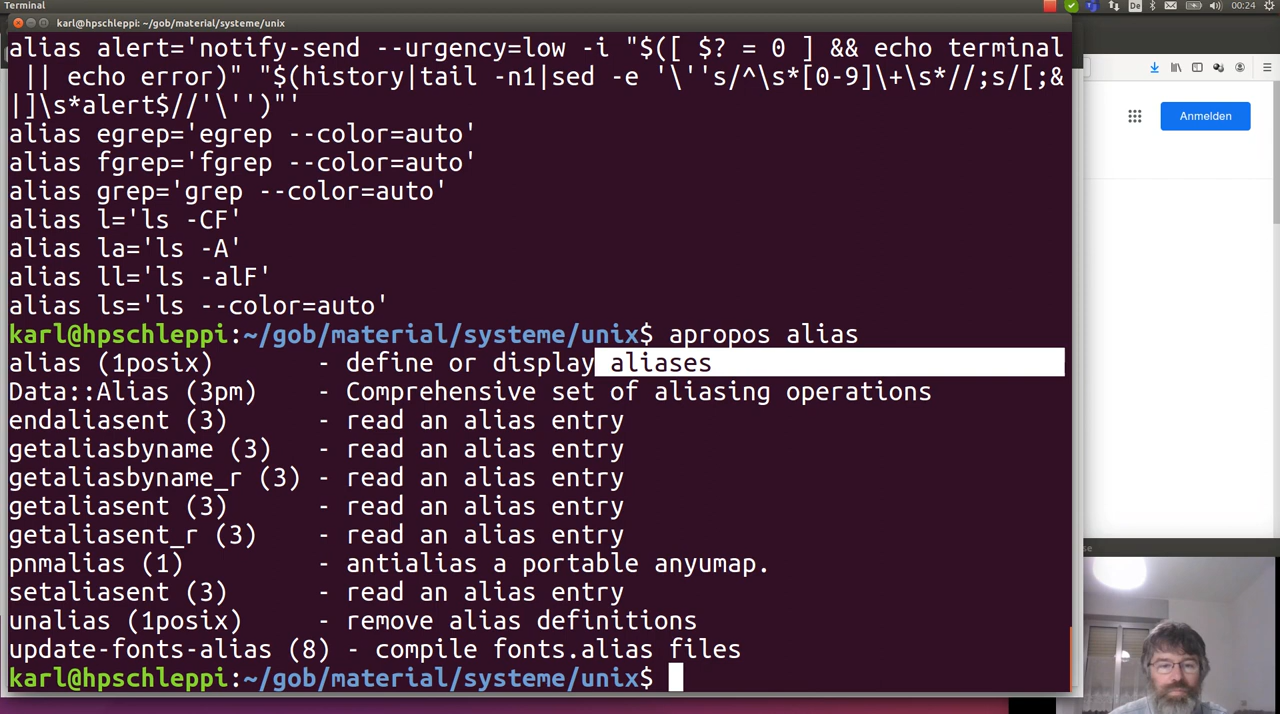 Terminal
De
00:24
karl@hpschleppi: ~/gob/material/systeme/unix
alias alert='notify-send --urgency=low -i "$([ $? = 0 ] && echo terminal
 || echo error)" "$(history|tail -n1|sed -e '\''s/^\s*[0-9]\+\s*//;s/[;&
|]\s*alert$//'\'')"'
alias egrep='egrep --color=auto'
alias fgrep='fgrep --color=auto'
alias grep='grep --color=auto'
alias l='ls -CF'
alias la='ls -A'
alias ll='ls -alF'
alias ls='ls --color=auto'
karl@hpschleppi:~/gob/material/systeme/unix$ apropos alias
alias (1posix)       - define or display aliases
Data::Alias (3pm)    - Comprehensive set of aliasing operations
endaliasent (3)      - read an alias entry
getaliasbyname (3)   - read an alias entry
getaliasbyname_r (3) - read an alias entry
getaliasent (3)      - read an alias entry
getaliasent_r (3)    - read an alias entry
pnmalias (1)         - antialias a portable anyumap.
setaliasent (3)      - read an alias entry
unalias (1posix)     - remove alias definitions
update-fonts-alias (8) - compile fonts.alias files
karl@hpschleppi:~/gob/material/systeme/unix$
Anmelden